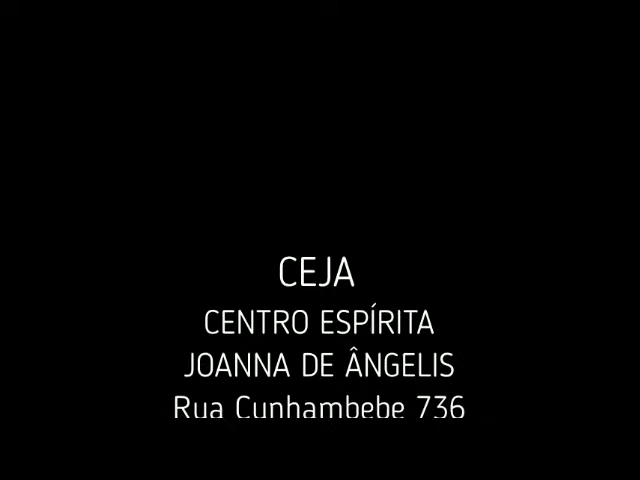 CEJA
CENTRO ESPÍRITA
JOANNA DE ÂNGELIS
Rua Cunhambebe 736